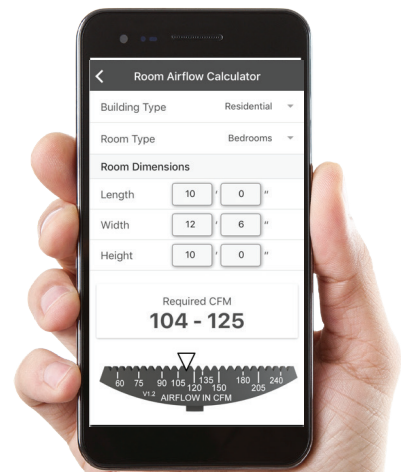 Room Airflow Calculator
Building Type Residential
Room Type Bedrooms
Room Dimensions
Length 10 ' 0 "
Width 12 ' 6 "
Height 10 ' 0 "
Required CFM
104 - 125
60 75 90 105 120 135 150 180 205 240
V1.2 AIRFLOW IN CFM